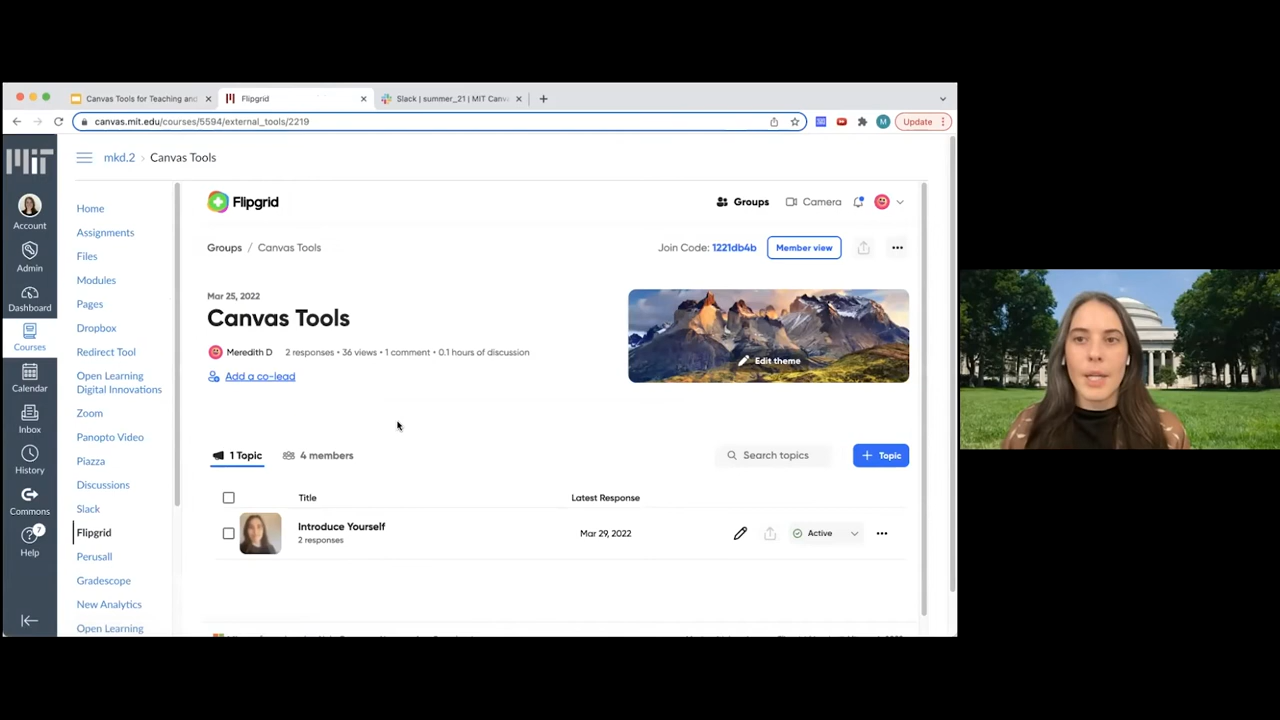 Canvas Tools for Teaching and
Flipgrid
Slack | summer_21 | MIT Canv
canvas.mit.edu/courses/5594/external_tools/2219
M
Update
MIT
mkd.2 › Canvas Tools
Account
Admin
Dashboard
Courses
Calendar
Inbox
History
Commons
7
Help
Home
Assignments
Files
Modules
Pages
Dropbox
Redirect Tool
Open Learning
Digital Innovations
Zoom
Panopto Video
Piazza
Discussions
Slack
Flipgrid
Perusall
Gradescope
New Analytics
Open Learning
Flipgrid
Groups
Camera
Groups / Canvas Tools
Join Code: 1221db4b
Member view
Mar 25, 2022
Canvas Tools
Meredith D 2 responses • 36 views • 1 comment • 0.1 hours of discussion
Add a co-lead
Edit theme
1 Topic
4 members
Search topics
+ Topic
Title
Latest Response
Introduce Yourself
2 responses
Mar 29, 2022
Active